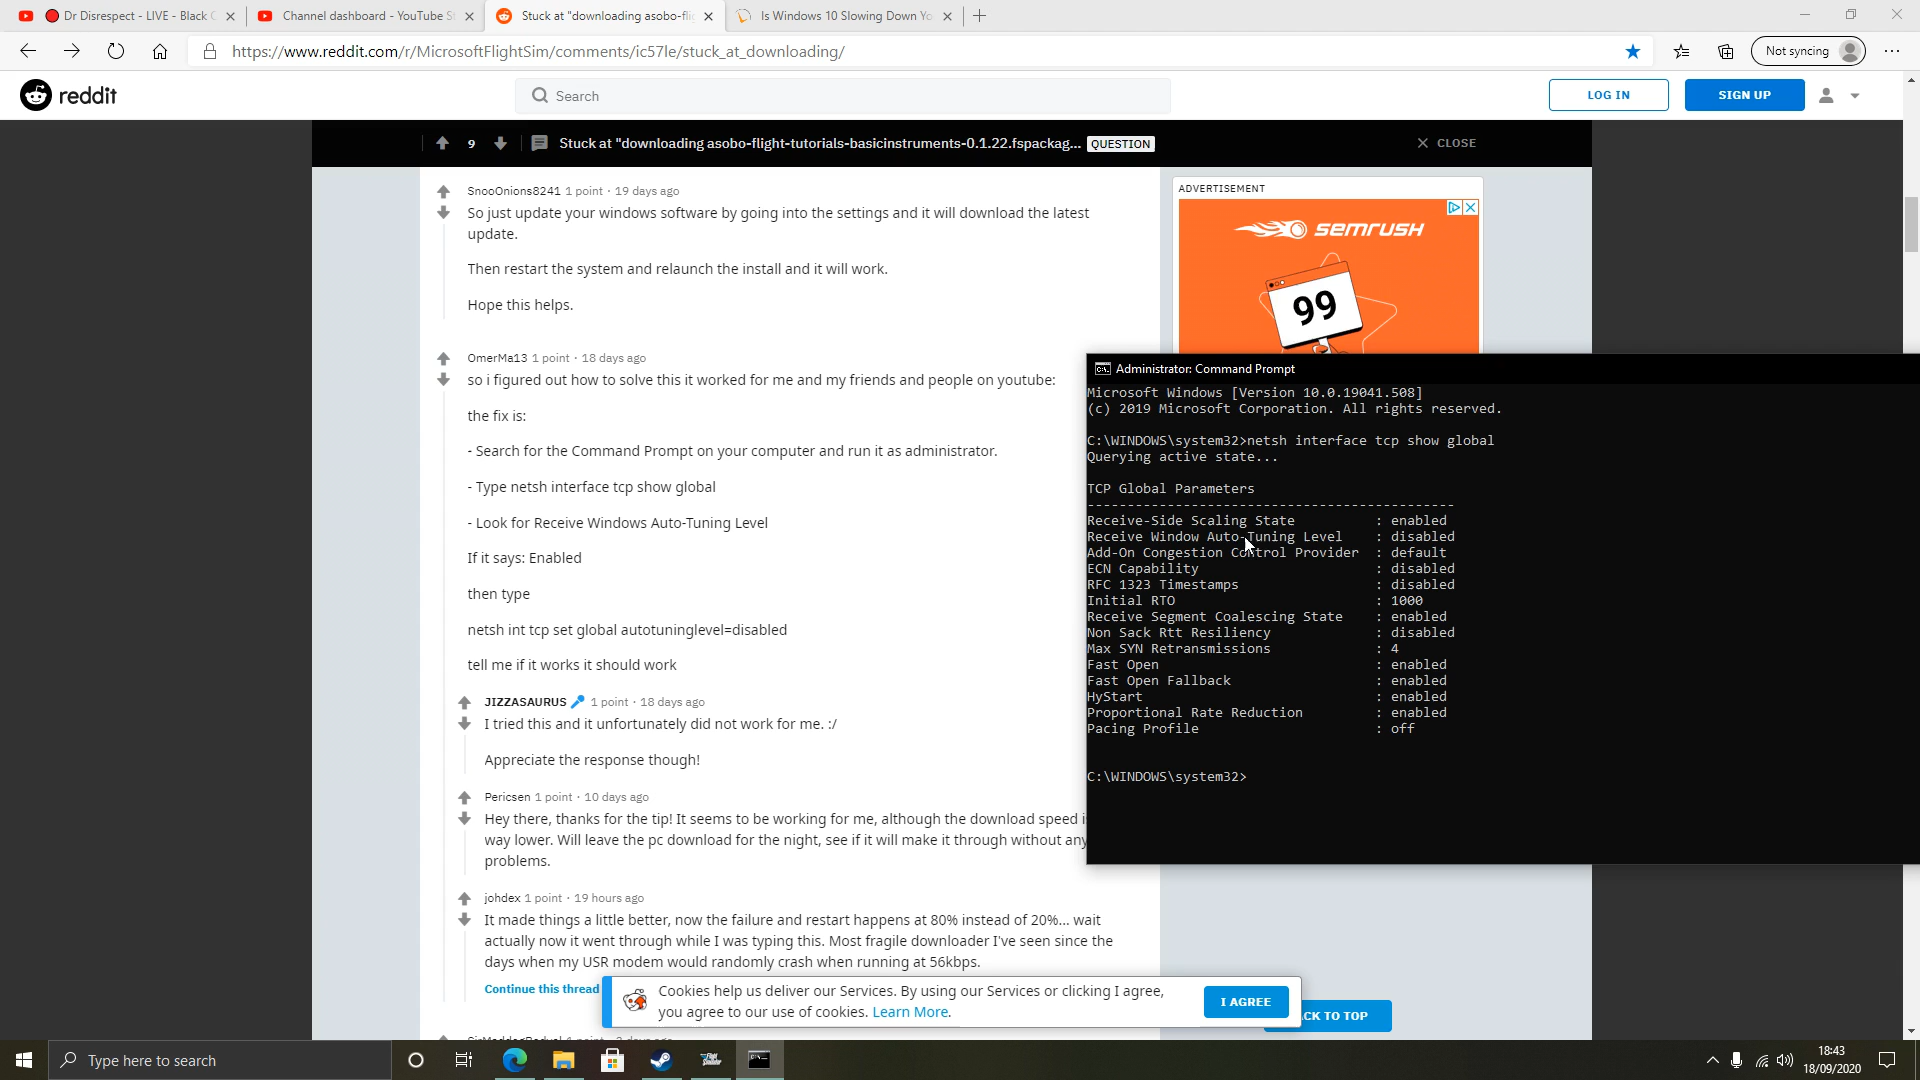 Dr Disrespect - LIVE - Black C
Channel dashboard - YouTube S
Stuck at "downloading asobo-fli
Is Windows 10 Slowing Down Yo
https://www.reddit.com/r/MicrosoftFlightSim/comments/ic57le/stuck_at_downloading/
Not syncing
reddit
Search
LOG IN
SIGN UP
9
Stuck at "downloading asobo-flight-tutorials-basicinstruments-0.1.22.fspackag...
QUESTION
CLOSE
SnooOnions8241 1 point · 19 days ago
So just update your windows software by going into the settings and it will download the latest
update.
Then restart the system and relaunch the install and it will work.
Hope this helps.
OmerMa13 1 point · 18 days ago
so i figured out how to solve this it worked for me and my friends and people on youtube:
the fix is:
- Search for the Command Prompt on your computer and run it as administrator.
- Type netsh interface tcp show global
- Look for Receive Windows Auto-Tuning Level
If it says: Enabled
then type
netsh int tcp set global autotuninglevel=disabled
tell me if it works it should work
JIZZASAURUS 1 point · 18 days ago
I tried this and it unfortunately did not work for me. :/
Appreciate the response though!
Pericsen 1 point · 10 days ago
Hey there, thanks for the tip! It seems to be working for me, although the download speed i
way lower. Will leave the pc download for the night, see if it will make it through without any
problems.
johdex 1 point · 19 hours ago
It made things a little better, now the failure and restart happens at 80% instead of 20%... wait
actually now it went through while I was typing this. Most fragile downloader I've seen since the
days when my USR modem would randomly crash when running at 56kbps.
Continue this thread
ADVERTISEMENT
SEMRUSH
99
Administrator: Command Prompt
Microsoft Windows [Version 10.0.19041.508]
(c) 2019 Microsoft Corporation. All rights reserved.
C:\WINDOWS\system32>netsh interface tcp show global
Querying active state...
TCP Global Parameters
----------------------------------------------
Receive-Side Scaling State : enabled
Receive Window Auto-Tuning Level : disabled
Add-On Congestion Control Provider : default
ECN Capability : disabled
RFC 1323 Timestamps : disabled
Initial RTO : 1000
Receive Segment Coalescing State : enabled
Non Sack Rtt Resiliency : disabled
Max SYN Retransmissions : 4
Fast Open : enabled
Fast Open Fallback : enabled
HyStart : enabled
Proportional Rate Reduction : enabled
Pacing Profile : off
C:\WINDOWS\system32>
Cookies help us deliver our Services. By using our Services or clicking I agree,
you agree to our use of cookies. Learn More.
I AGREE
CK TO TOP
Type here to search
18:43
18/09/2020